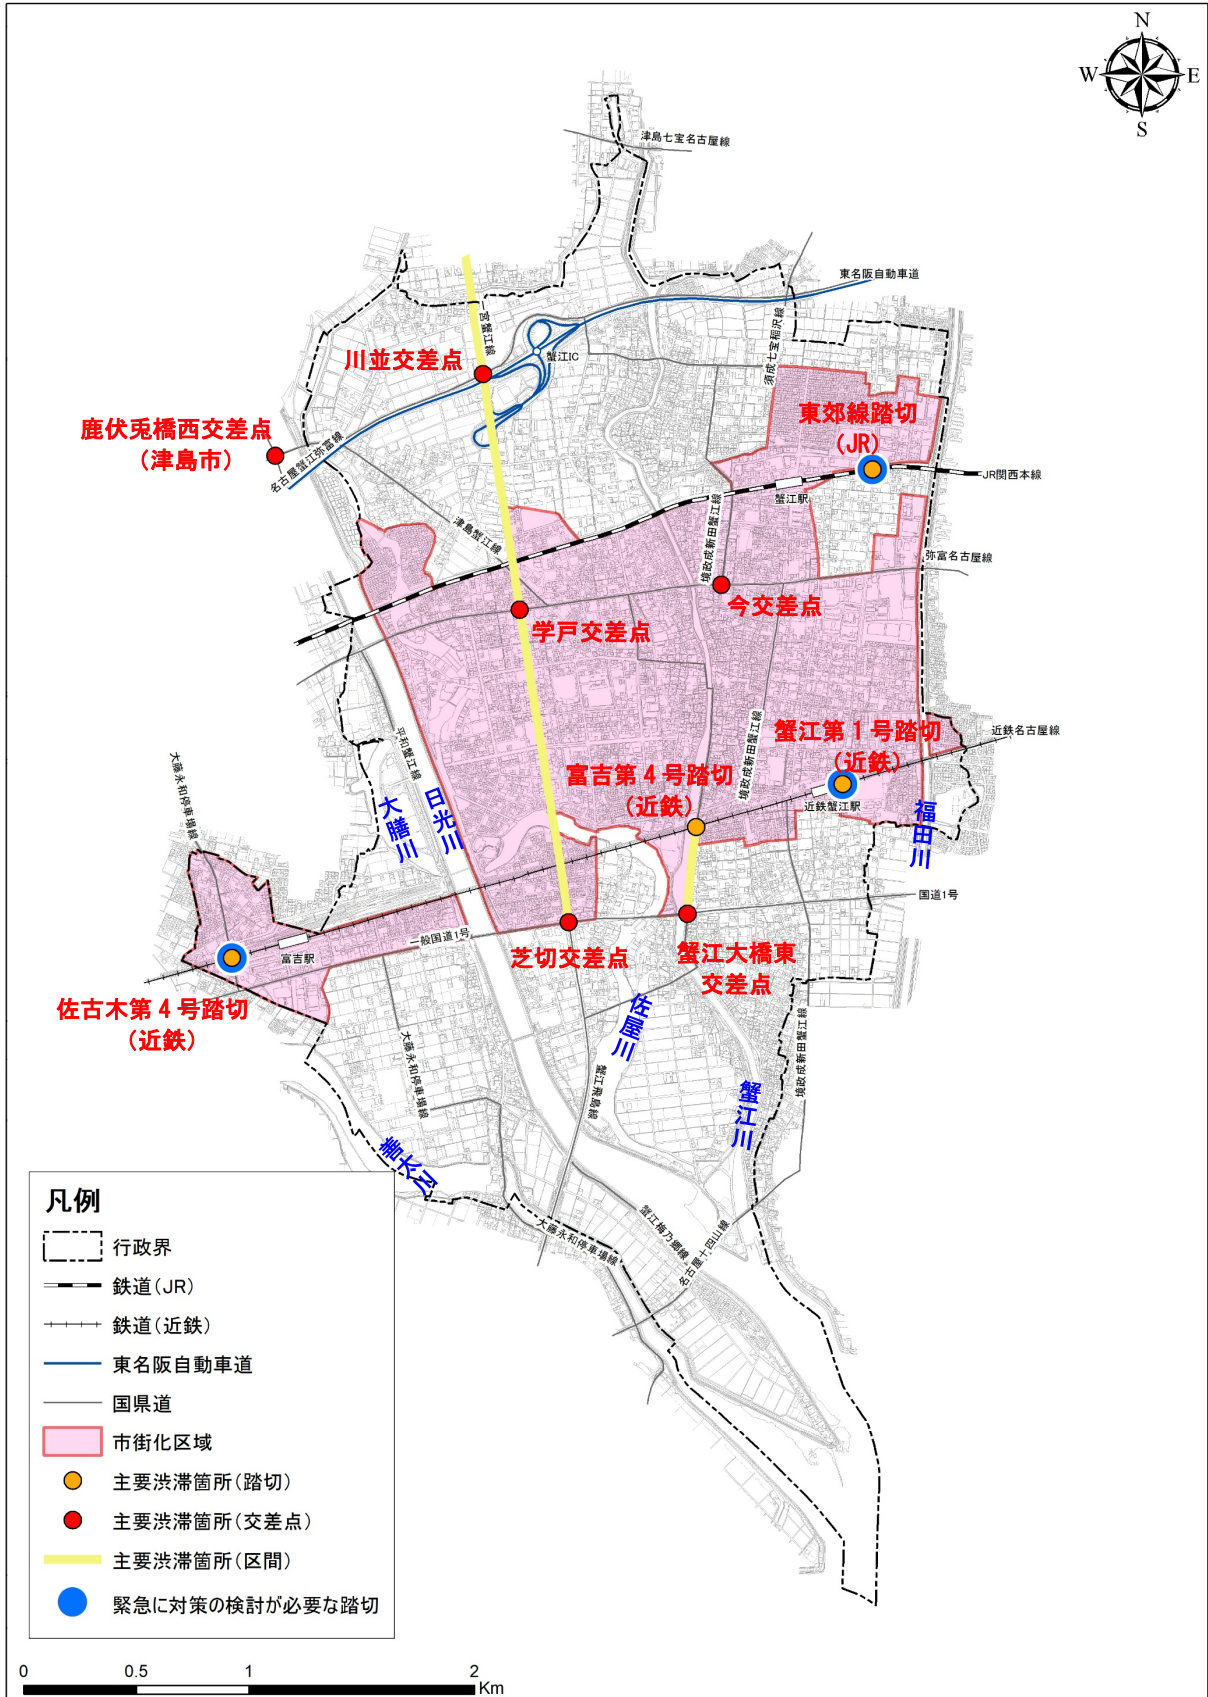 N
W
E
S
津島七宝名古屋線
東名阪自動車道
一宮蟹江線
蟹江IC
須成七宝稲沢線
川並交差点
鹿伏兎橋西交差点
(津島市)
名古屋蟹江弥富線
東郊線踏切
(JR)
JR関西本線
蟹江駅
津島蟹江線
境政成新田蟹江線
弥富名古屋線
今交差点
学戸交差点
平和蟹江線
大藤永和停車場線
大膳川
日光川
境政成新田蟹江線
蟹江第1号踏切
(近鉄)
近鉄名古屋線
富吉第4号踏切
(近鉄)
近鉄蟹江駅
福田川
国道1号
一般国道1号
富吉駅
芝切交差点
蟹江大橋東
交差点
佐古木第4号踏切
(近鉄)
佐屋川
大藤永和停車場線
蟹江飛島線
境政成新田蟹江線
蟹江川
善太川
大藤永和停車場線
蟹江梅乃郷線
名古屋十四山線
凡例
行政界
鉄道(JR)
鉄道(近鉄)
東名阪自動車道
国県道
市街化区域
主要渋滞箇所(踏切)
主要渋滞箇所(交差点)
主要渋滞箇所(区間)
緊急に対策の検討が必要な踏切
0 0.5 1 2
Km